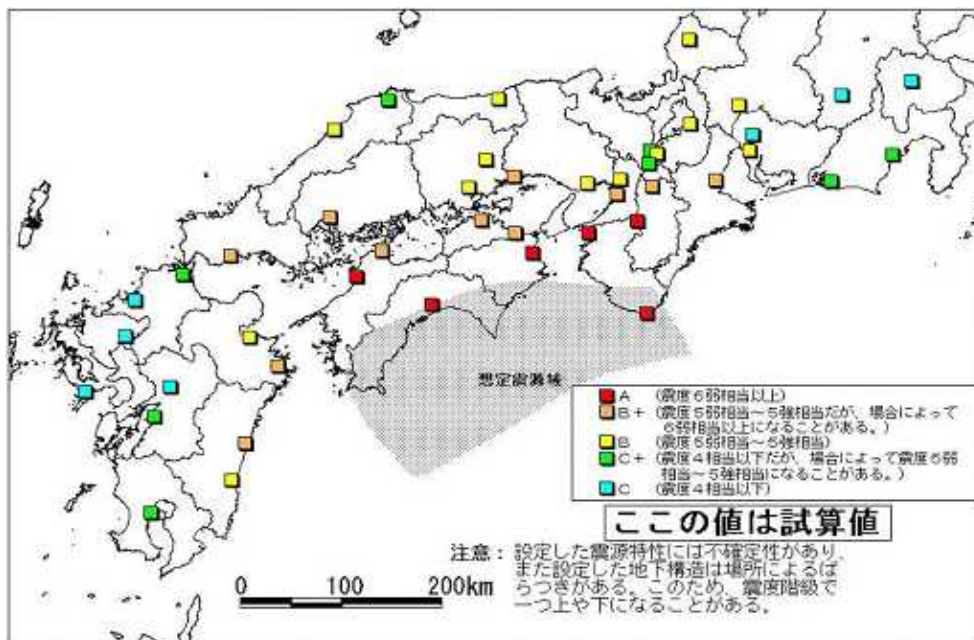 想定震源域
A （震度６弱相当以上）
B＋（震度５弱相当～５強相当だが、場合によって
６弱相当以上になることがある。）
B （震度５弱相当～５強相当）
C＋（震度４相当以下だが、場合によって震度５弱
相当～５強相当になることがある。）
C （震度４相当以下）
ここの値は試算値
注意： 設定した震源特性には不確定性があり、
また設定した地下構造は場所によるば
らつきがある。このため、震度階級で
一つ上や下になることがある。
0 100 200km